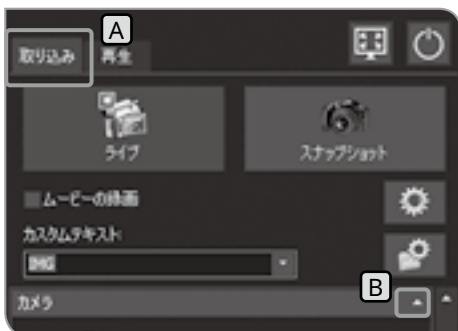 A
取り込み 再生
ライブ スナップショット
ムービーの録画
カスタムテキスト
IMG
B
カメラ